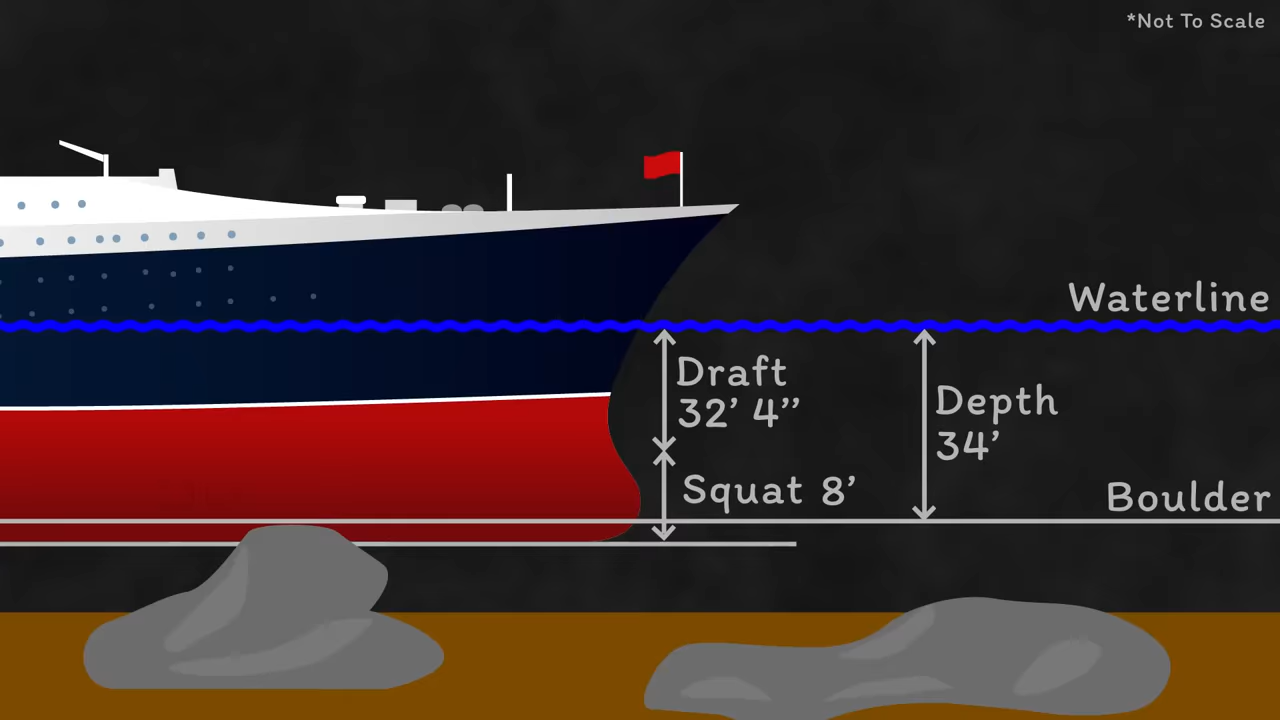 *Not To Scale
Waterline
Draft
32’ 4”
Depth
34’
Squat 8’
Boulder